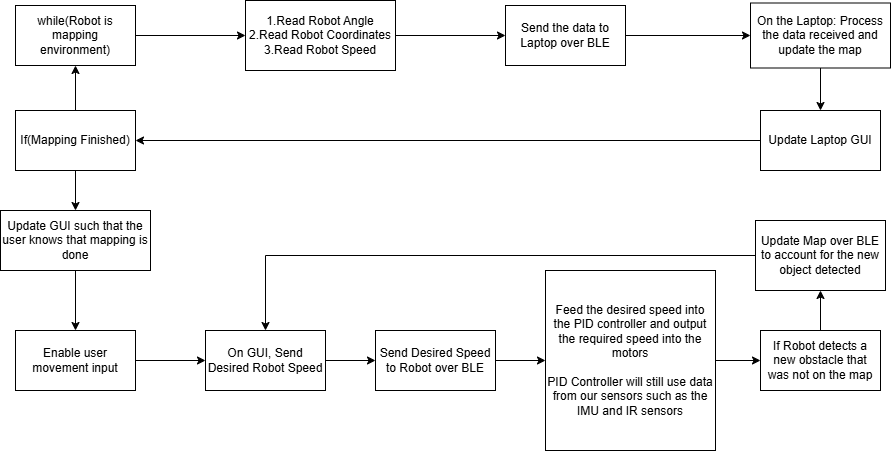 while(Robot is
mapping
environment)
1.Read Robot Angle
2.Read Robot Coordinates
3.Read Robot Speed
Send the data to
Laptop over BLE
On the Laptop: Process
the data received and
update the map
If(Mapping Finished)
Update Laptop GUI
Update GUI such that the
user knows that mapping is
done
Update Map over BLE
to account for the new
object detected
Enable user
movement input
On GUI, Send
Desired Robot Speed
Send Desired Speed
to Robot over BLE
Feed the desired speed into
the PID controller and output
the required speed into the
motors
PID Controller will still use data
from our sensors such as the
IMU and IR sensors
If Robot detects a
new obstacle that
was not on the map